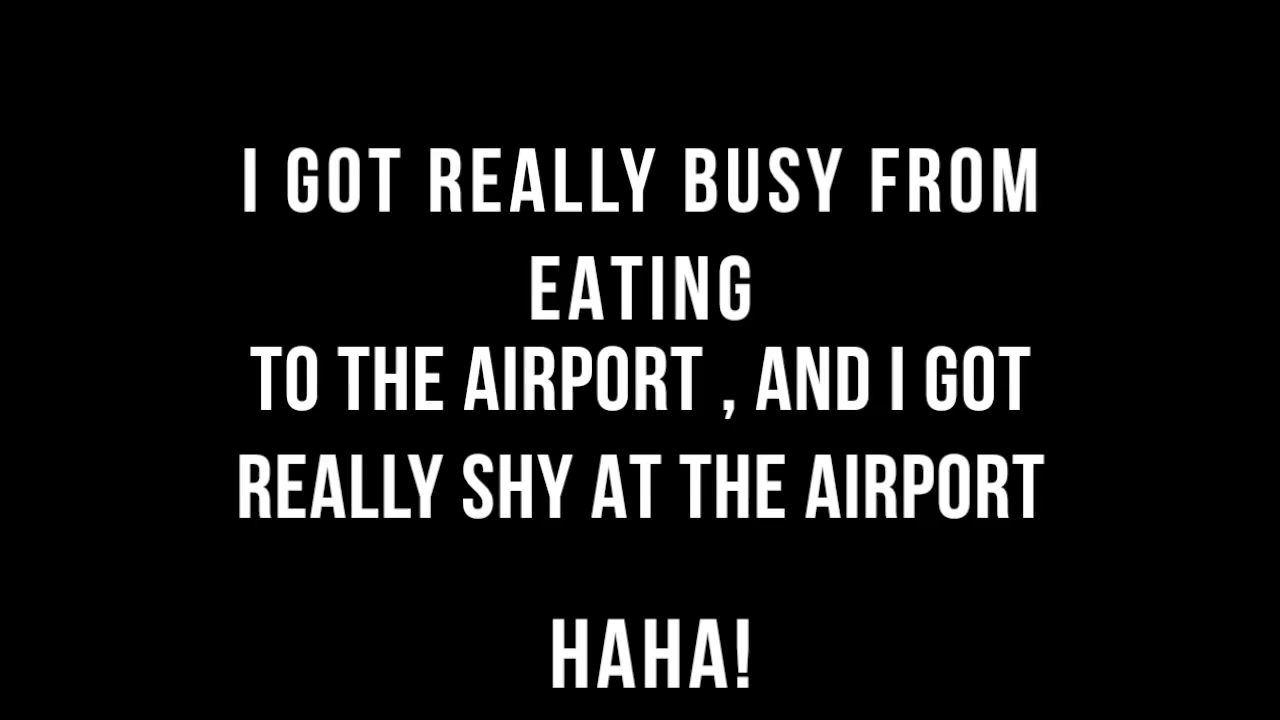 I GOT REALLY BUSY FROM
EATING
TO THE AIRPORT , AND I GOT
REALLY SHY AT THE AIRPORT
HAHA!